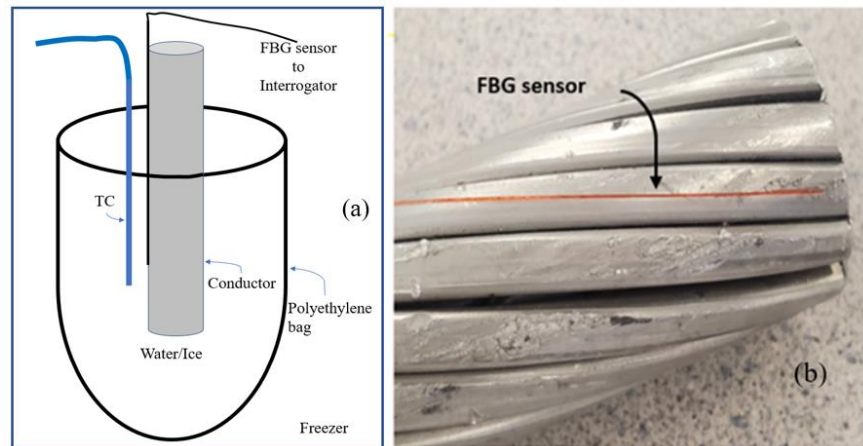 FBG sensor
to
Interrogator
(a)
TC
Conductor
Polyethylene
bag
Water/Ice
Freezer
FBG sensor
(b)